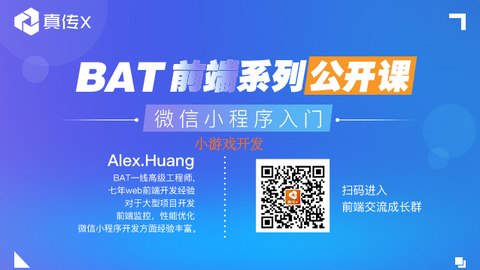 真传X
BAT 前端系列公开课
微信小程序入门
小游戏开发
Alex.Huang
BAT一线高级工程师,
七年web前端开发经验
对于大型项目开发
前端监控, 性能优化
微信小程序开发方面经验丰富。
扫码进入
前端交流成长群